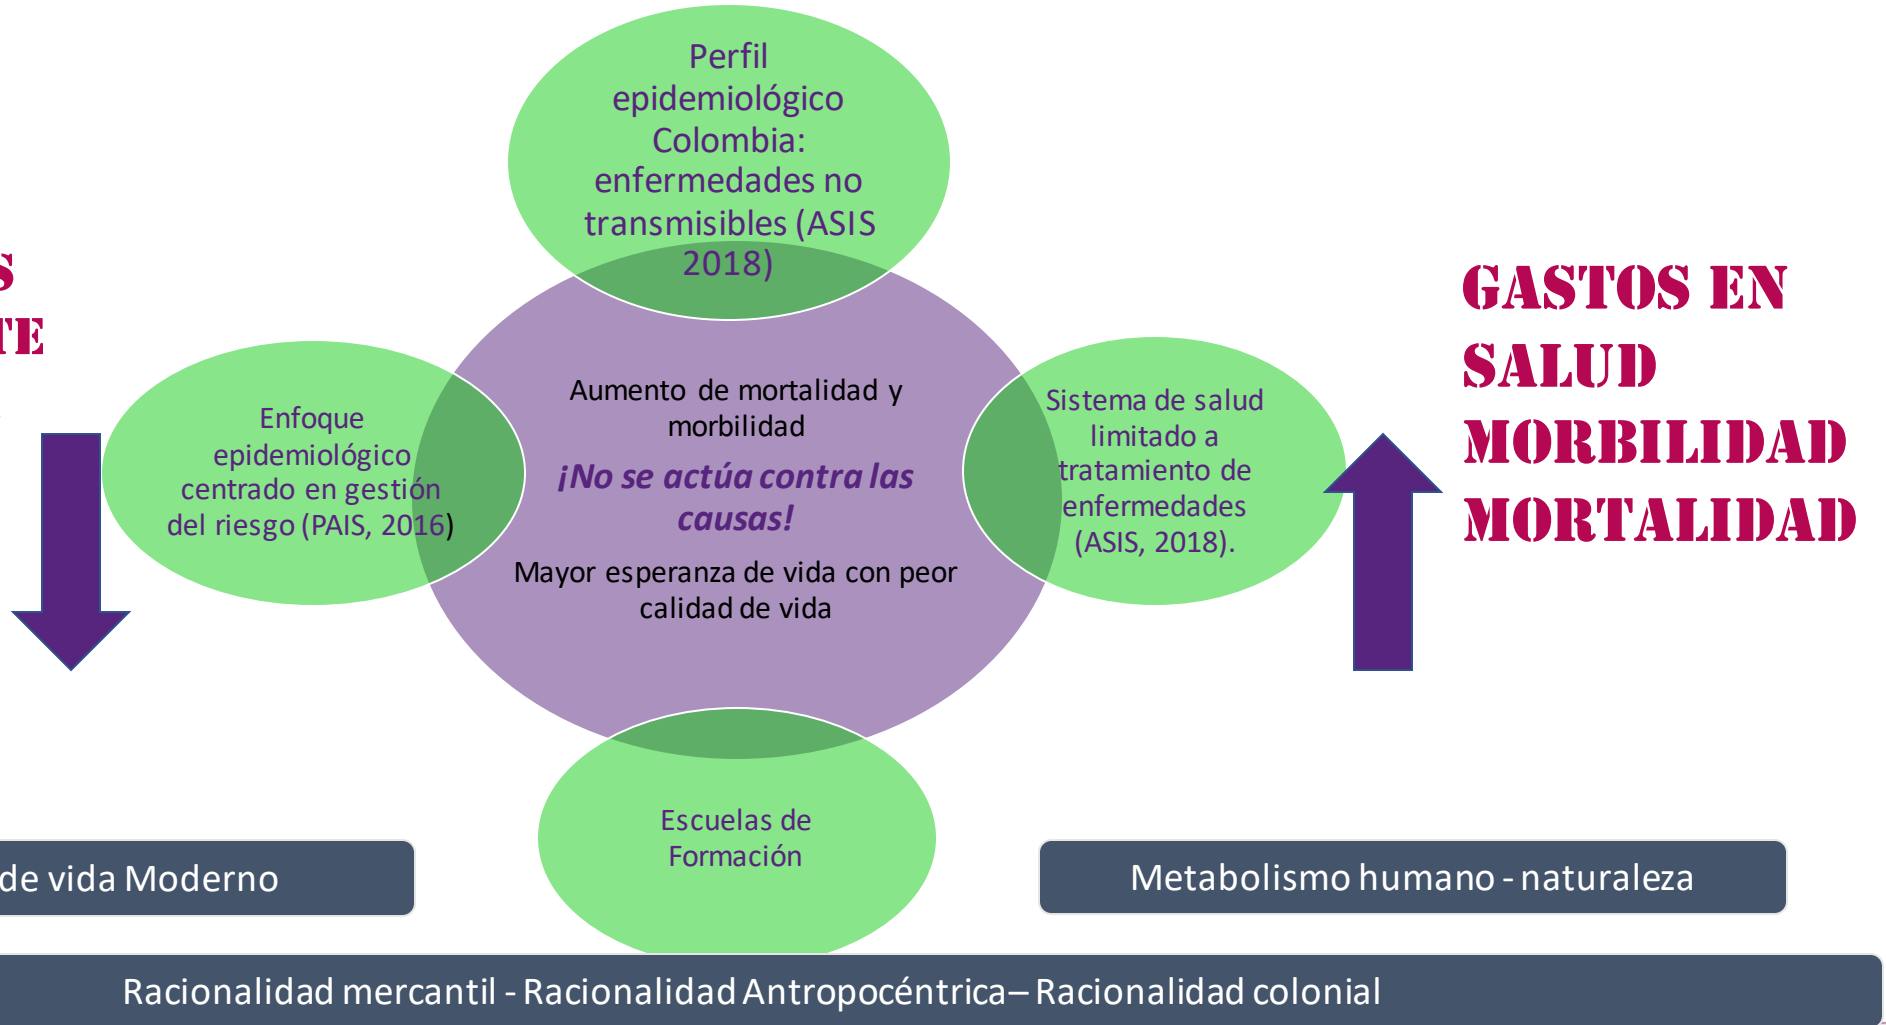 Perfil
epidemiológico
Colombia:
enfermedades no
transmisibles (ASIS
2018)
S
TE
Enfoque
epidemiológico
centrado en gestión
del riesgo (PAIS, 2016)
Aumento de mortalidad y
morbilidad
¡No se actúa contra las
causas!
Mayor esperanza de vida con peor
calidad de vida
Sistema de salud
limitado a
tratamiento de
enfermedades
(ASIS, 2018).
GASTOS EN
SALUD
MORBILIDAD
MORTALIDAD
Escuelas de
Formación
de vida Moderno
Metabolismo humano - naturaleza
Racionalidad mercantil - Racionalidad Antropocéntrica– Racionalidad colonial